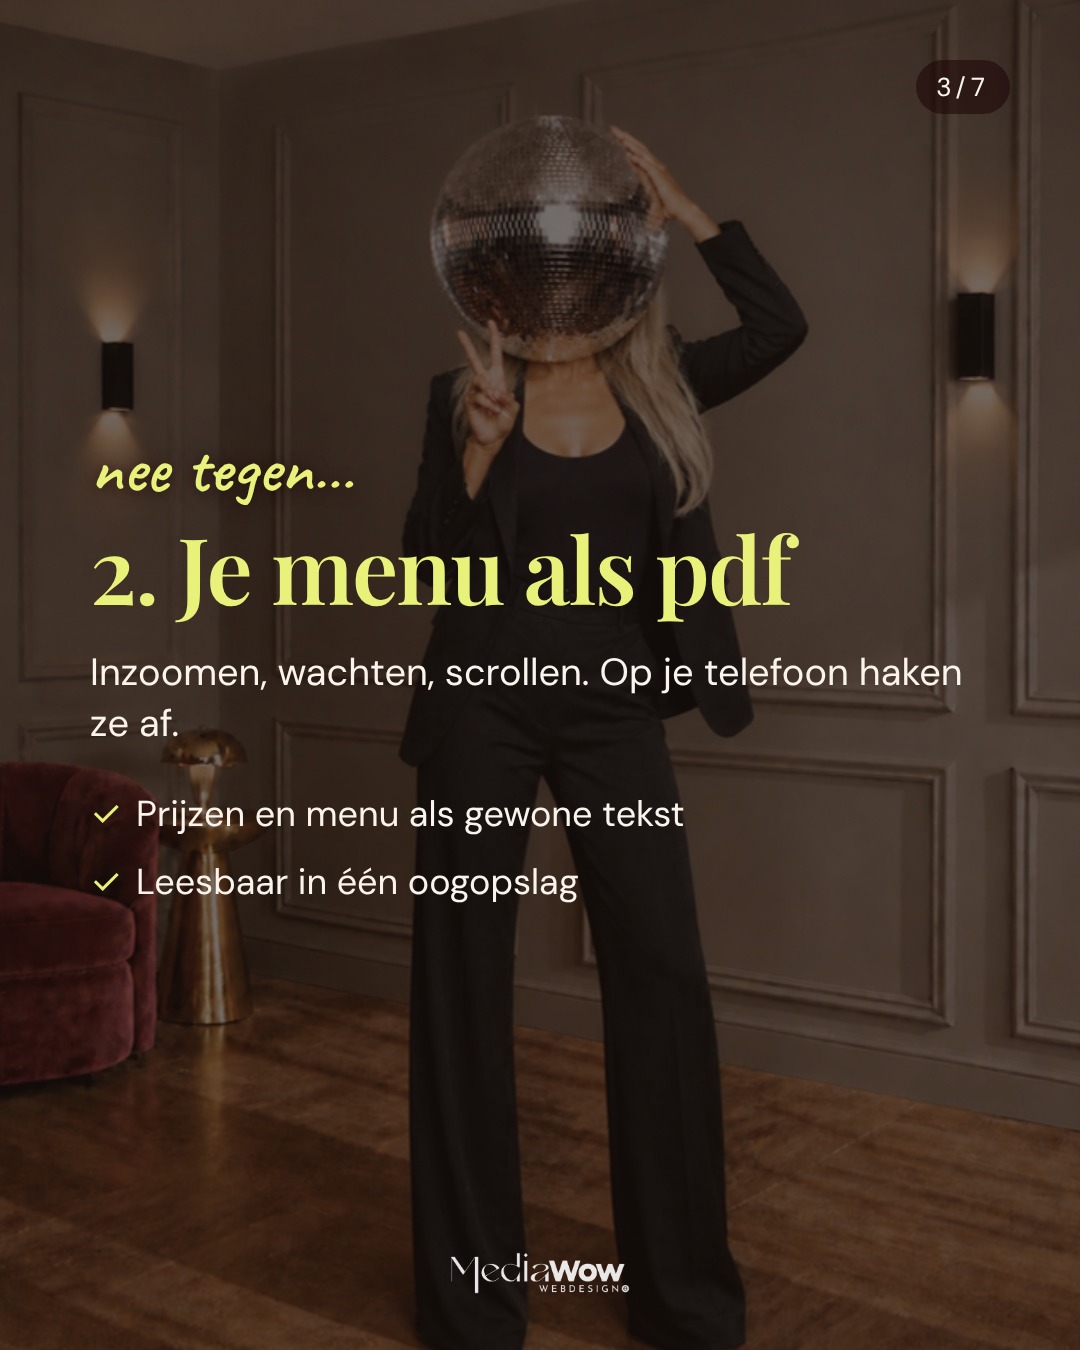 3/7
nee tegen...
2. Je menu als pdf
Inzoomen, wachten, scrollen. Op je telefoon haken
ze af.
Prijzen en menu als gewone tekst
Leesbaar in één oogopslag
MediaWow
WEBDESIGN